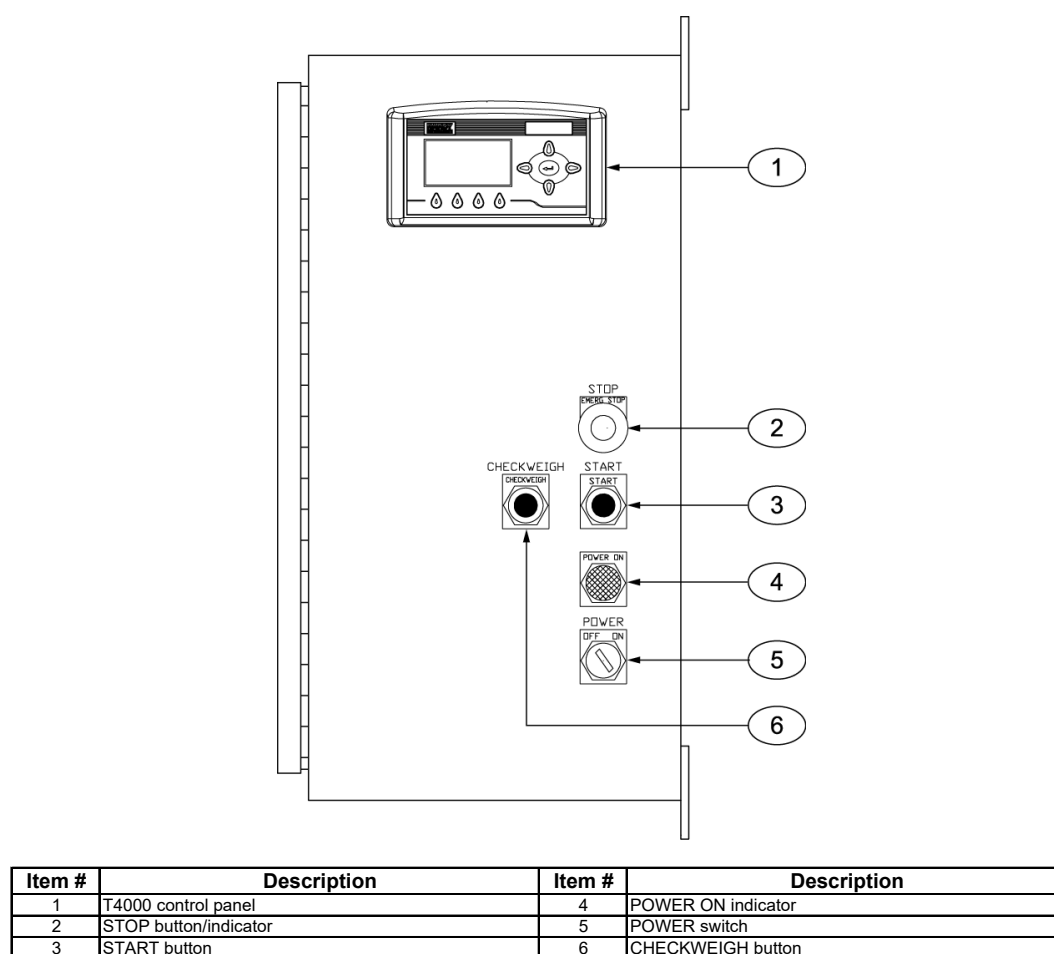 1
STOP
EMERG STOP
2
CHECKWEIGH START
CHECKWEIGH START
3
POWER ON
4
POWER
OFF ON
5
6
Item # Description Item # Description
1 T4000 control panel 4 POWER ON indicator
2 STOP button/indicator 5 POWER switch
3 START button 6 CHECKWEIGH button